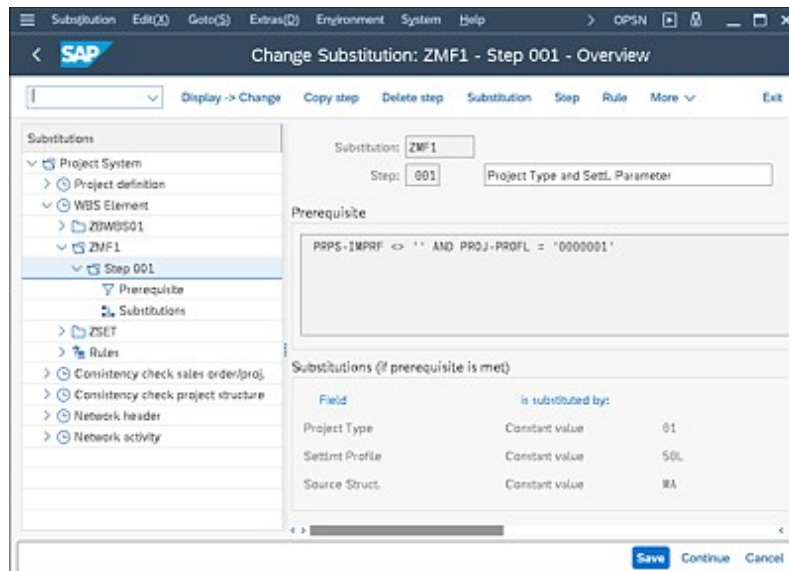 Substitution Edit(X) Goto(S) Extras(D) Environment System Help > OPSN
< SAP Change Substitution: ZMF1 - Step 001 - Overview
Display -> Change Copy step Delete step Substitution Step Rule More Exit
Substitutions
Project System
Project definition
WBS Element
ZBWBS01
ZMF1
Step 001
Prerequisite
Substitutions
ZSET
Rules
Consistency check sales order/proj.
Consistency check project structure
Network header
Network activity
Substitution: ZMF1
Step: 001 Project Type and Settl. Parameter
Prerequisite
PRPS-IMPRF <> '' AND PROJ-PROFL = '0000001'
Substitutions (if prerequisite is met)
Field is substituted by:
Project Type Constant value 01
Settlmt Profile Constant value 50L
Source Struct. Constant value MA
Save Continue Cancel